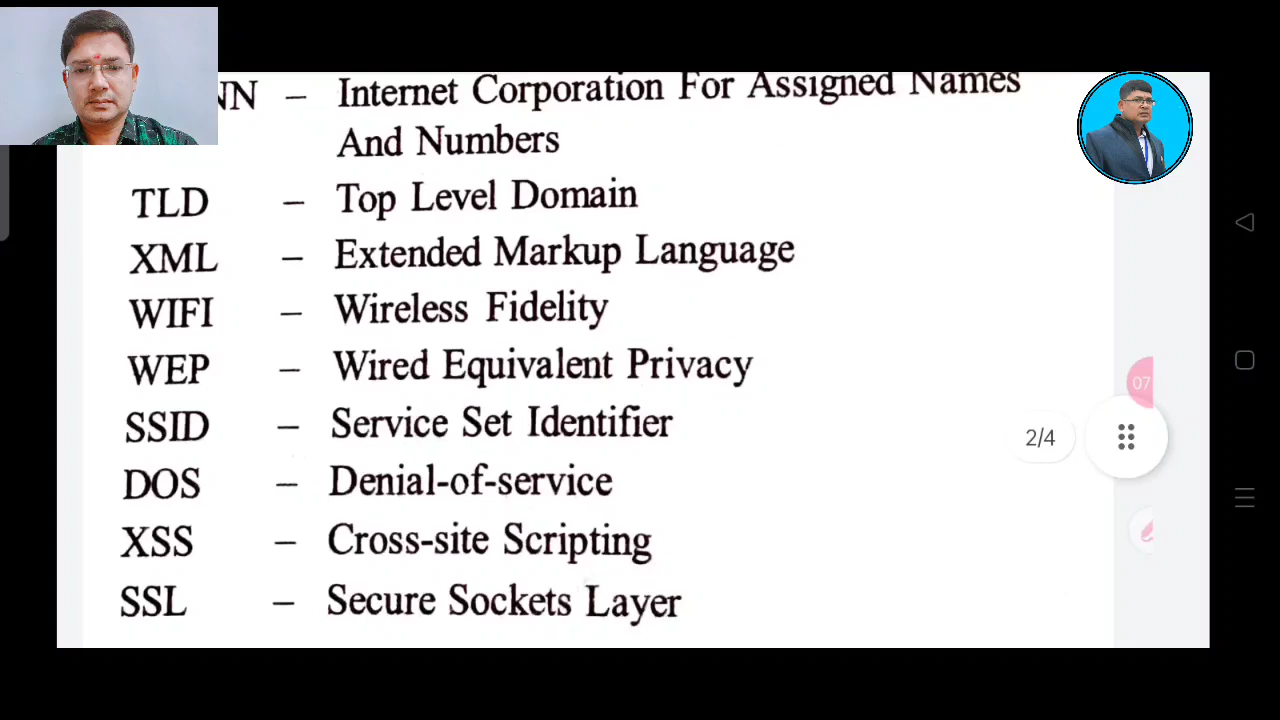 NN – Internet Corporation For Assigned Names
And Numbers
TLD – Top Level Domain
XML – Extended Markup Language
WIFI – Wireless Fidelity
WEP – Wired Equivalent Privacy
SSID – Service Set Identifier
DOS – Denial-of-service
XSS – Cross-site Scripting
SSL – Secure Sockets Layer
07
2/4